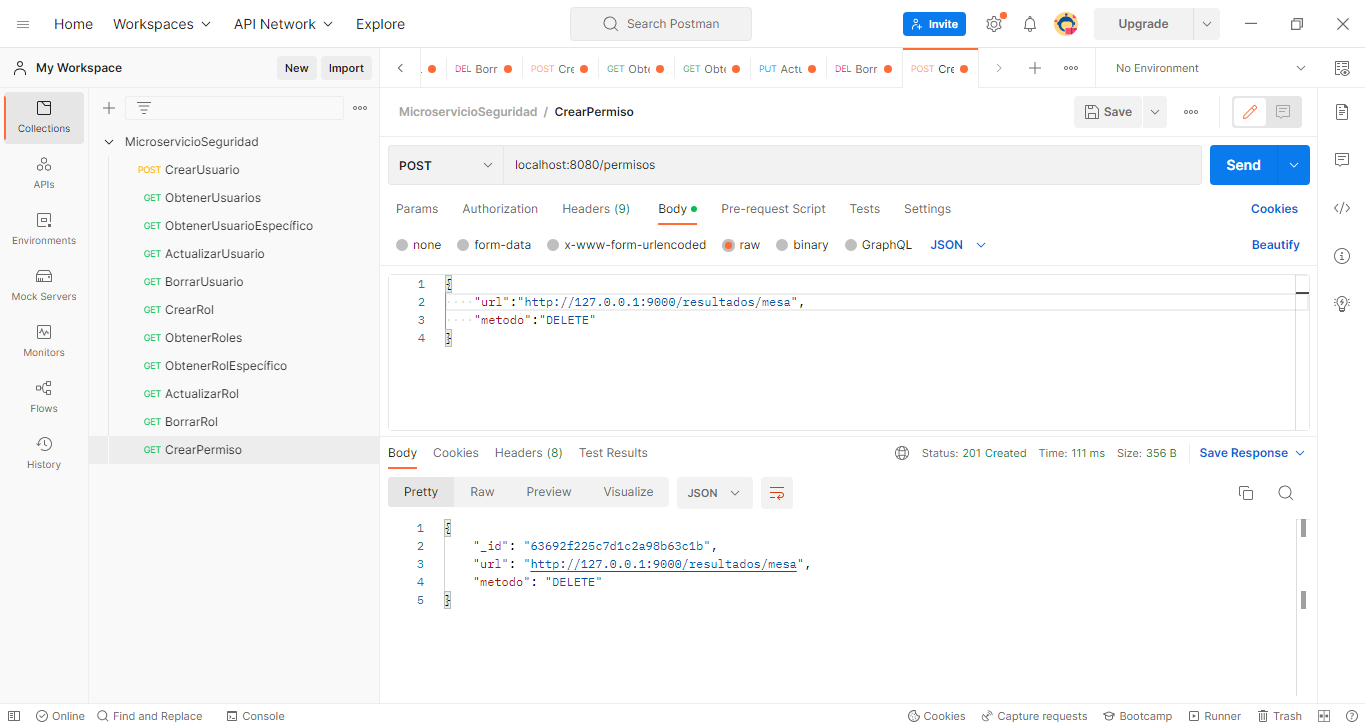 Home Workspaces API Network Explore Search Postman Invite Upgrade
My Workspace New Import DEL Borr POST Cre GET Obte GET Obte PUT Actu DEL Borr POST Cre No Environment
MicroservicioSeguridad / CrearPermiso Save
Collections
APIs
Environments
Mock Servers
Monitors
Flows
History
MicroservicioSeguridad
POST CrearUsuario
GET ObtenerUsuarios
GET ObtenerUsuarioEspecífico
GET ActualizarUsuario
GET BorrarUsuario
GET CrearRol
GET ObtenerRoles
GET ObtenerRolEspecífico
GET ActualizarRol
GET BorrarRol
GET CrearPermiso
POST localhost:8080/permisos Send
Params Authorization Headers (9) Body Pre-request Script Tests Settings Cookies
none form-data x-www-form-urlencoded raw binary GraphQL JSON Beautify
1 {
2 "url":"http://127.0.0.1:9000/resultados/mesa",
3 "metodo":"DELETE"
4 }
Body Cookies Headers (8) Test Results Status: 201 Created Time: 111 ms Size: 356 B Save Response
Pretty Raw Preview Visualize JSON
1 {
2 "_id": "63692f225c7d1c2a98b63c1b",
3 "url": "http://127.0.0.1:9000/resultados/mesa",
4 "metodo": "DELETE"
5 }
Online Find and Replace Console Cookies Capture requests Bootcamp Runner Trash